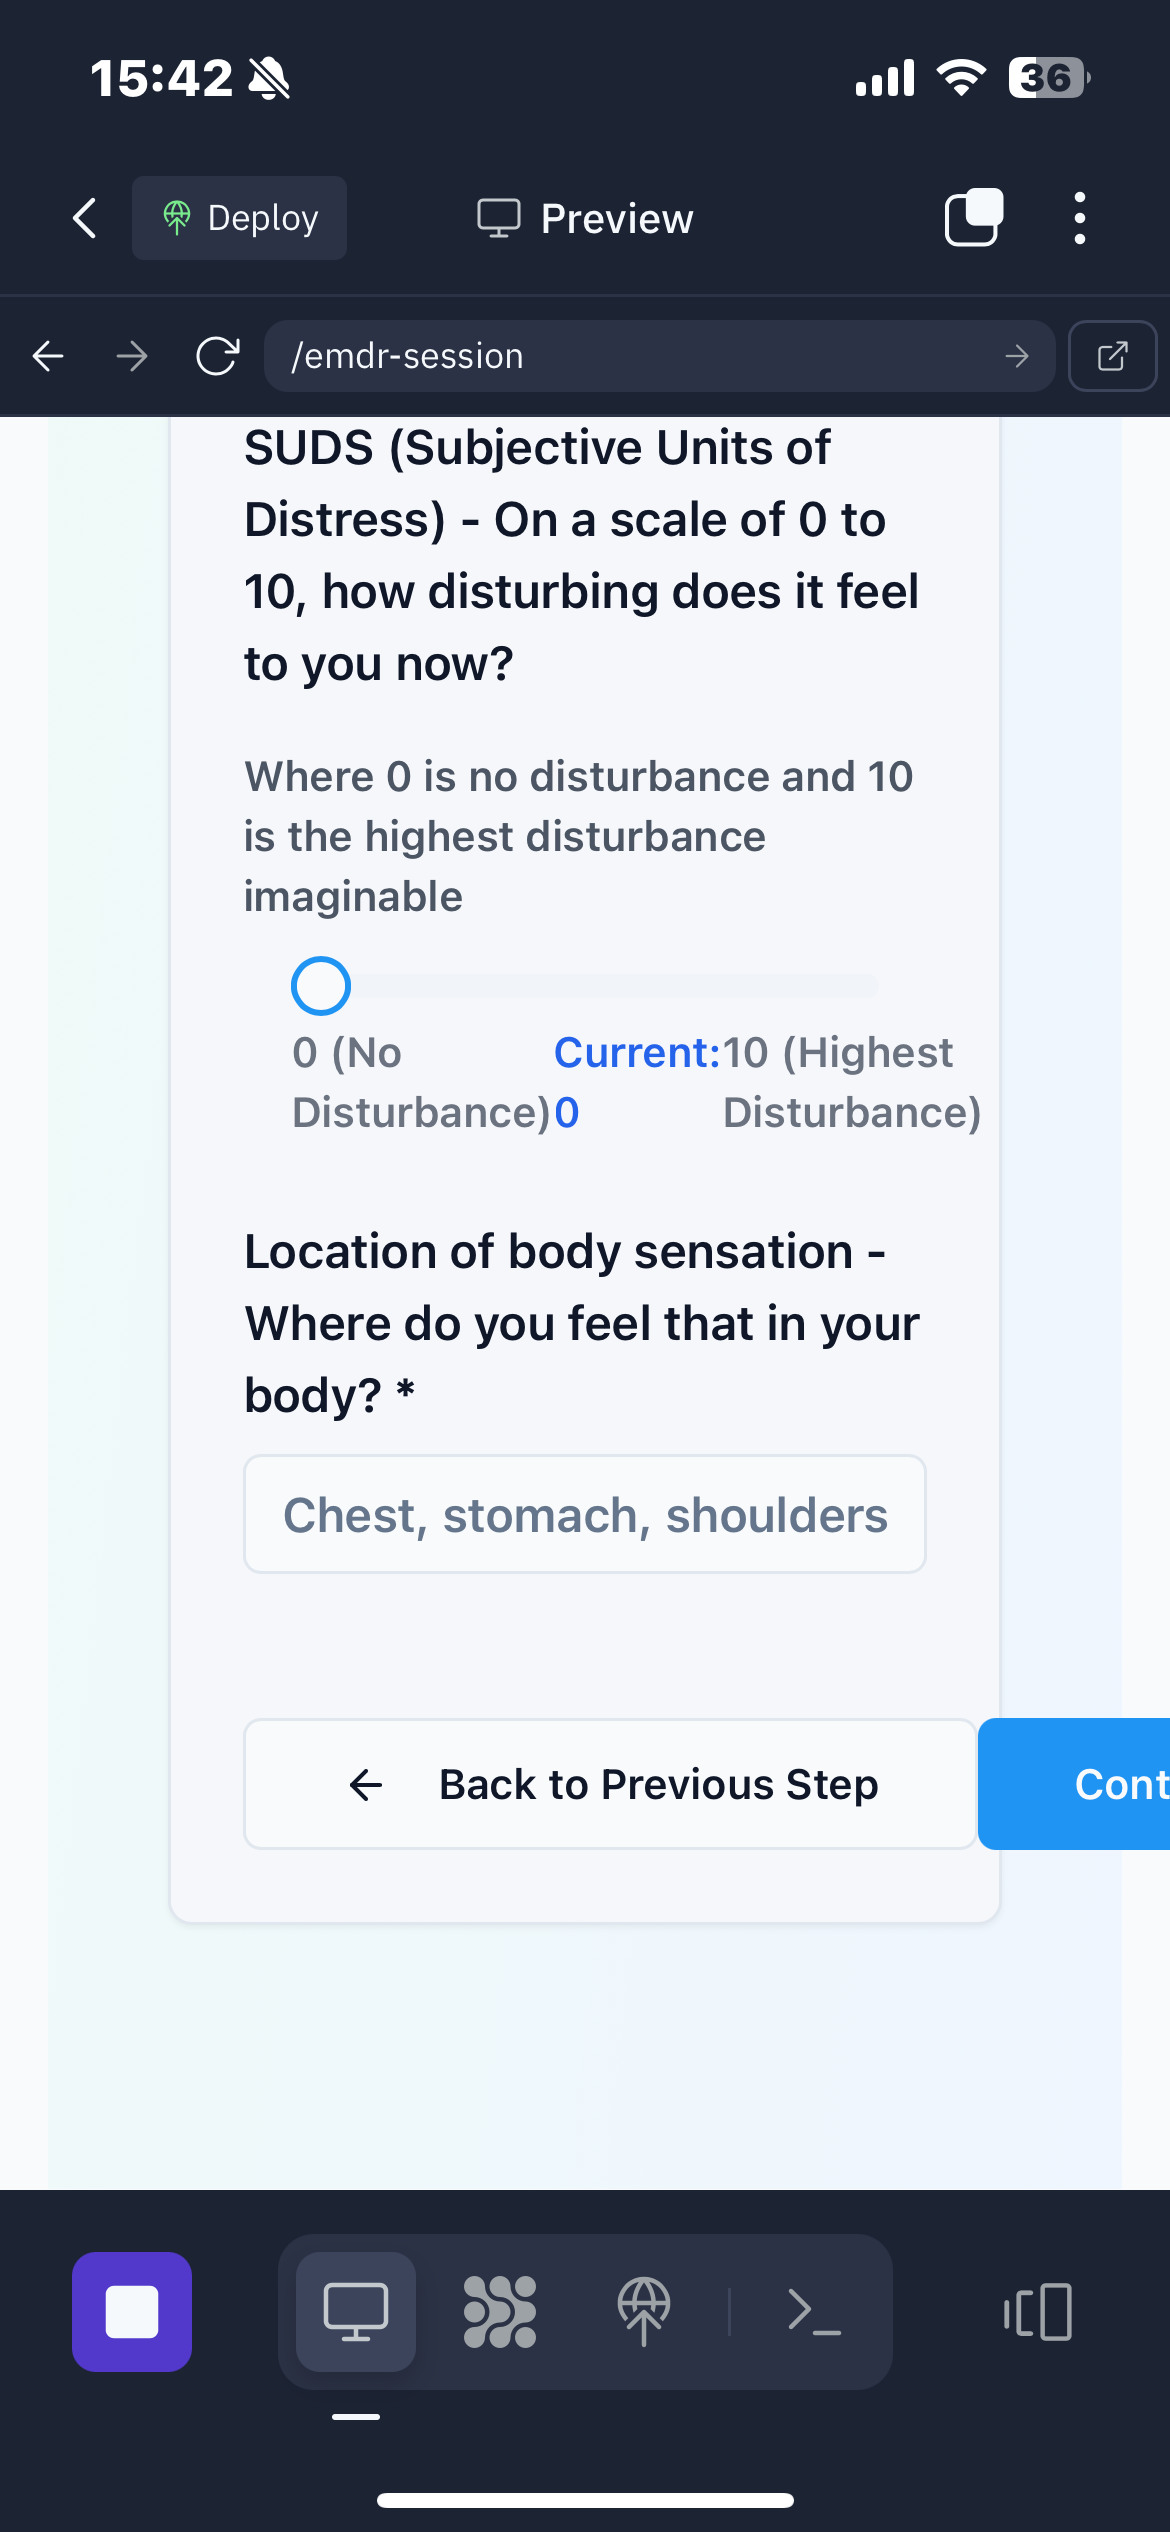 15:42
36
Deploy
Preview
/emdr-session
SUDS (Subjective Units of
Distress) - On a scale of 0 to
10, how disturbing does it feel
to you now?
Where 0 is no disturbance and 10
is the highest disturbance
imaginable
0 (No
Disturbance)
Current:
0
10 (Highest
Disturbance)
Location of body sensation -
Where do you feel that in your
body? *
Chest, stomach, shoulders
Back to Previous Step
Cont